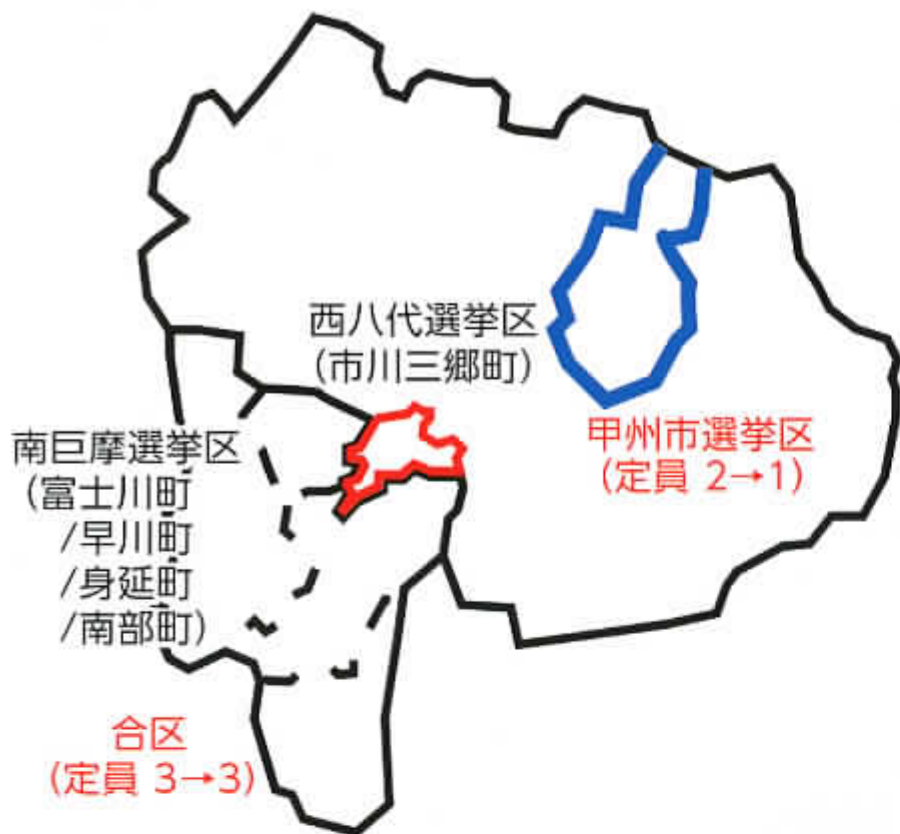 西八代選挙区
(市川三郷町)
甲州市選挙区
(定員 2→1)
南巨摩選挙区
(富士川町
/早川町
/身延町
/南部町)
合区
(定員 3→3)